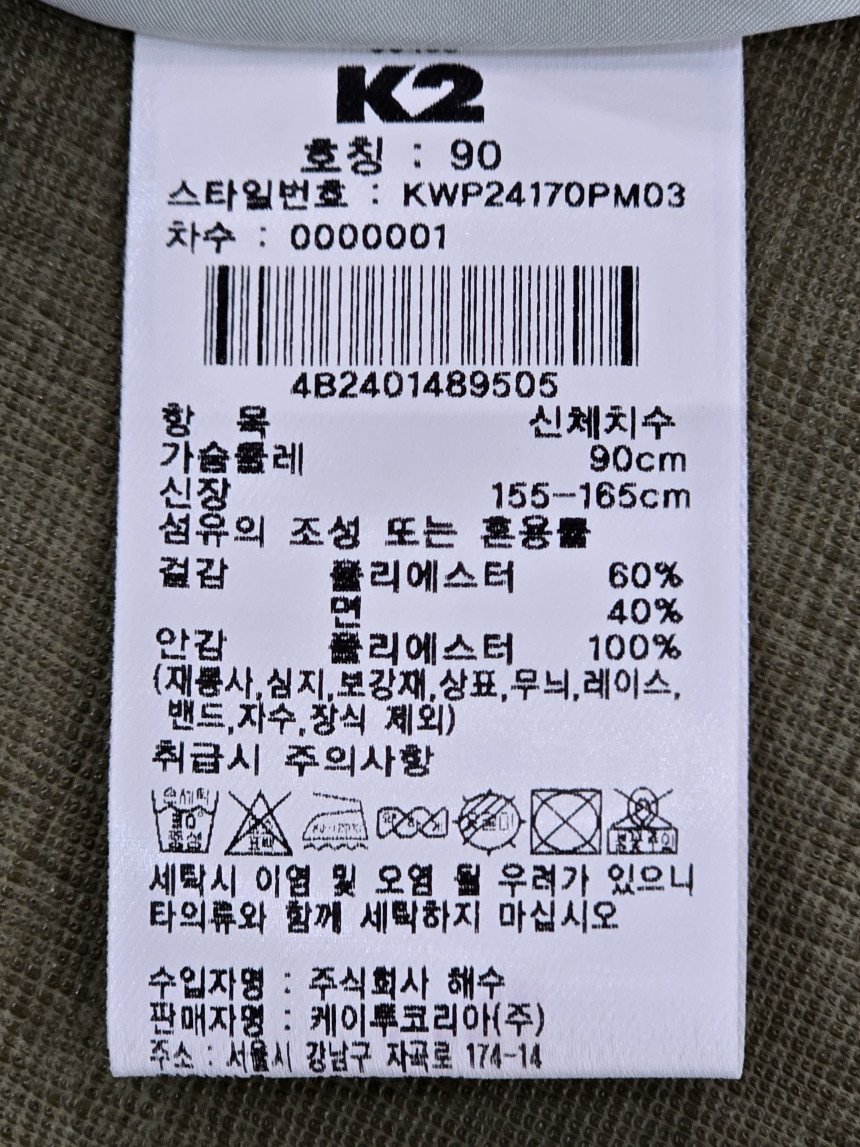 K2
호칭 : 90
스타일번호 : KWP24170PM03
차수 : 0000001
4B2401489505
항 목 신체치수
가슴둘레 90cm
신장 155-165cm
섬유의 조성 또는 혼용률
겉감 폴리에스터 60%
면 40%
안감 폴리에스터 100%
(재봉사,심지,보강재,상표,무늬,레이스,
밴드,자수,장식 제외)
취급시 주의사항
세탁시 이염 및 오염 될 우려가 있으니
타의류와 함께 세탁하지 마십시오
수입자명 : 주식회사 해수
판매자명 : 케이투코리아(주)
주소 : 서울시 강남구 자곡로 174-14